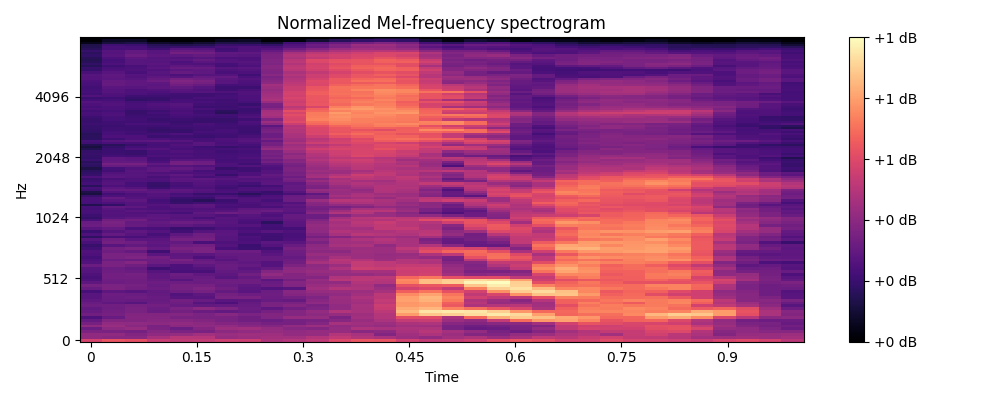 Normalized Mel-frequency spectrogram
+1 dB
4096
+1 dB
2048
+1 dB
Hz
1024
+0 dB
512
+0 dB
0
+0 dB
0 0.15 0.3 0.45 0.6 0.75 0.9
Time